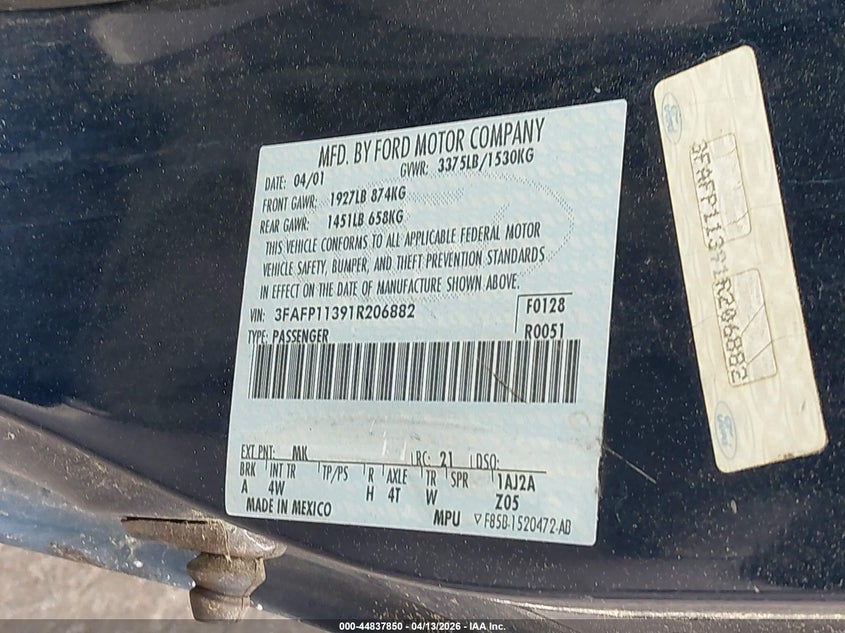 MFD. BY FORD MOTOR COMPANY
DATE: 04/01 GVWR: 3375LB/1530KG
FRONT GAWR: 1927LB 874KG
REAR GAWR: 1451LB 658KG
THIS VEHICLE CONFORMS TO ALL APPLICABLE FEDERAL MOTOR
VEHICLE SAFETY, BUMPER, AND THEFT PREVENTION STANDARDS
IN EFFECT ON THE DATE OF MANUFACTURE SHOWN ABOVE.
VIN: 3FAFP11391R206882 F0128
TYPE: PASSENGER R0051
EXT PNT: MK RC: 21 DSO:
BRK INT TR TP/PS R AXLE TR SPR 1AJ2A
A 4W H 4T W Z05
MADE IN MEXICO MPU F85B-1520472-AB
Ford
3FAFP11391R206882
Ford
000-44837850 - 04/13/2026 - IAA Inc.